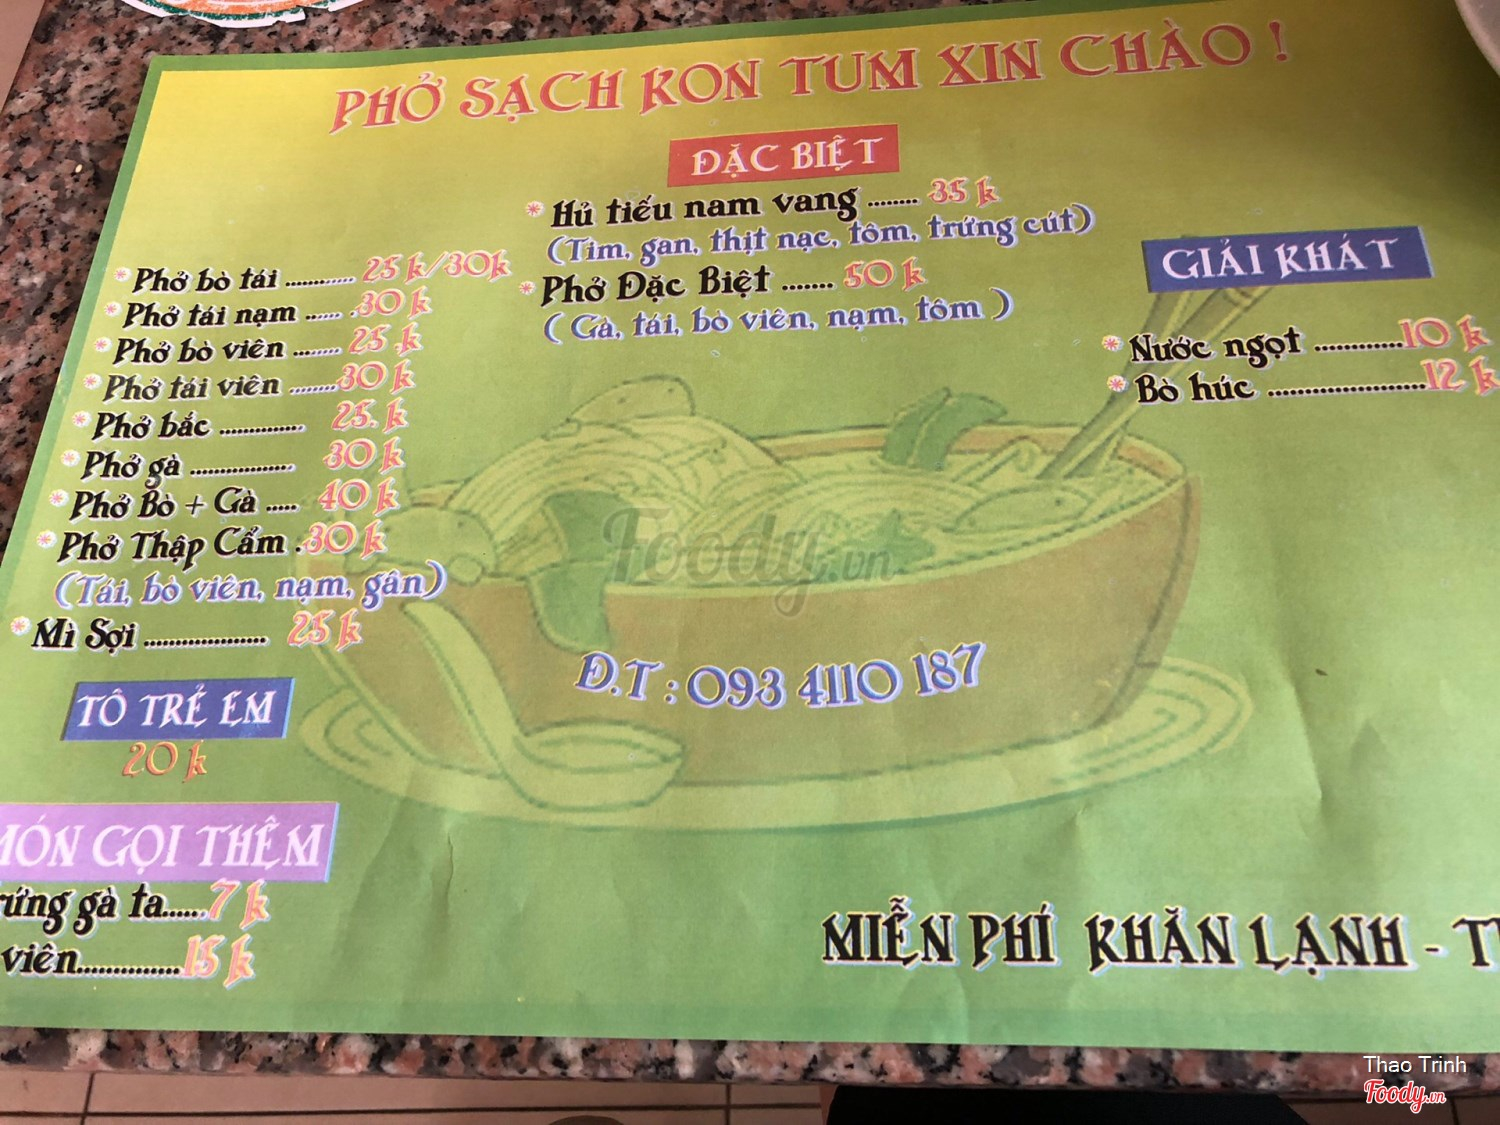 PHỞ SẠCH KON TUM XIN CHÀO !
ĐẶC BIỆT
* Hủ tiếu nam vang ........ 35 k
(Tim, gan, thịt nạc, tôm, trứng cút)
* Phở Đặc Biệt ....... 50 k
( Gà, tái, bò viên, nạm, tôm )
* Phở bò tái ............. 25 k/30k
* Phở tái nạm ...... .30 k
* Phở bò viên ........ 25 .k
* Phở tái viên ........30 k
* Phở bắc .............. 25. k
* Phở gà .................. 30 k
* Phở Bò + Gà ..... 40 k
* Phở Thập Cẩm .30 k
(Tái, bò viên, nạm, gân)
* Mì Sợi .................... 25 k
TÔ TRẺ EM
20 k
MÓN GỌI THÊM
trứng gà ta.......7 k
viên...............15 k
GIẢI KHÁT
* Nước ngọt ............10 k
* Bò húc .....................12 k
Foody.vn
Đ.T : 093 4110 187
MIỄN PHÍ KHĂN LẠNH -
Thao Trinh
Foody.vn